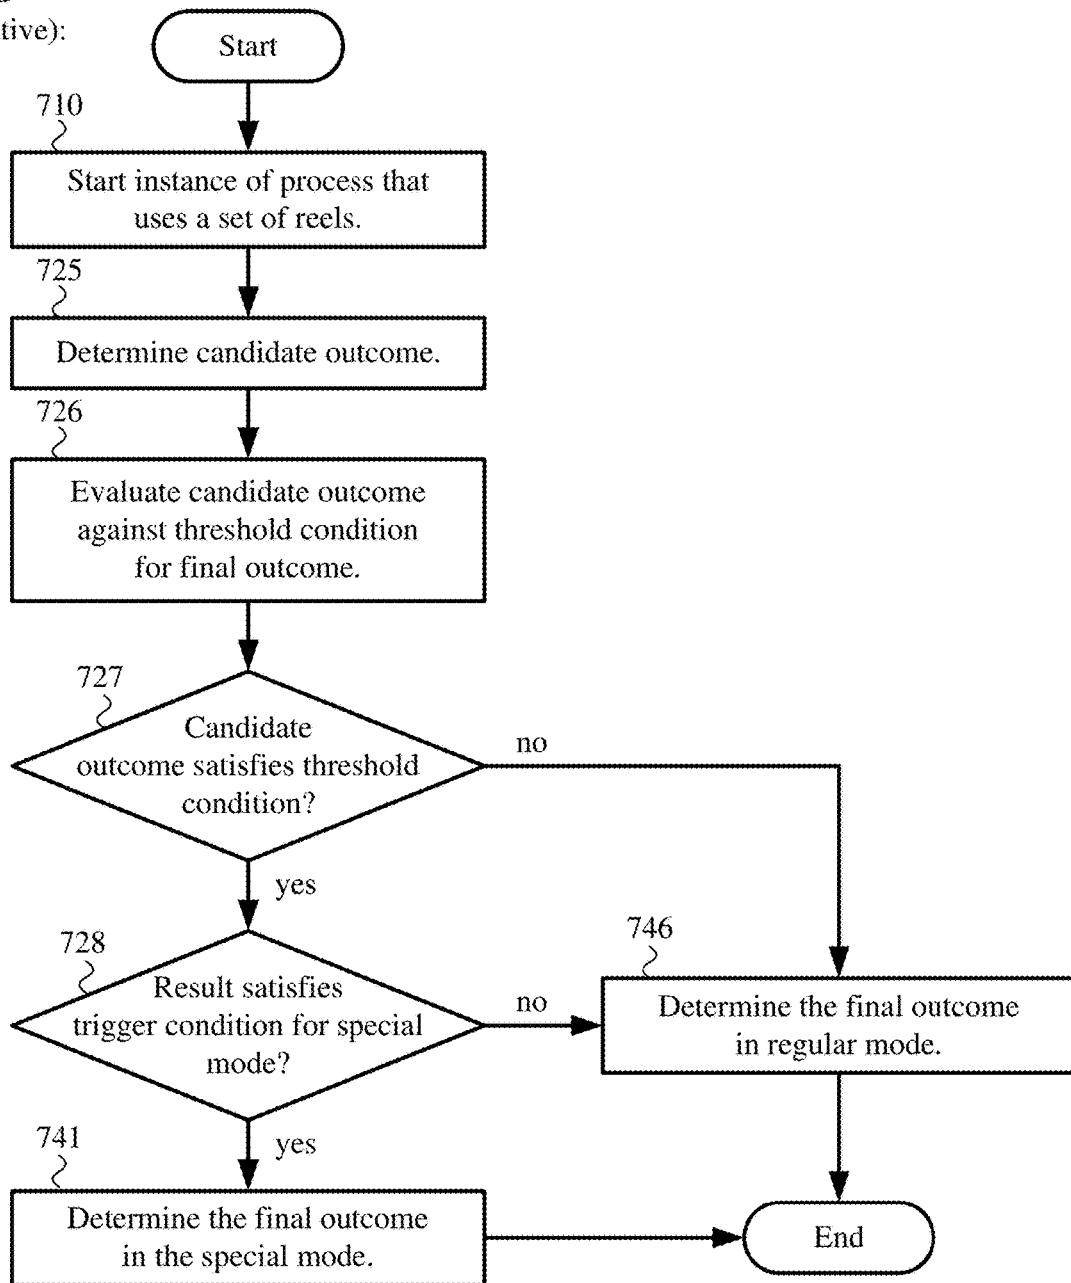 tive):
Start
710
Start instance of process that
uses a set of reels.
725
Determine candidate outcome.
726
Evaluate candidate outcome
against threshold condition
for final outcome.
727
Candidate
outcome satisfies threshold
condition?
no
yes
728
Result satisfies
trigger condition for special
mode?
no
746
Determine the final outcome
in regular mode.
yes
741
Determine the final outcome
in the special mode.
End